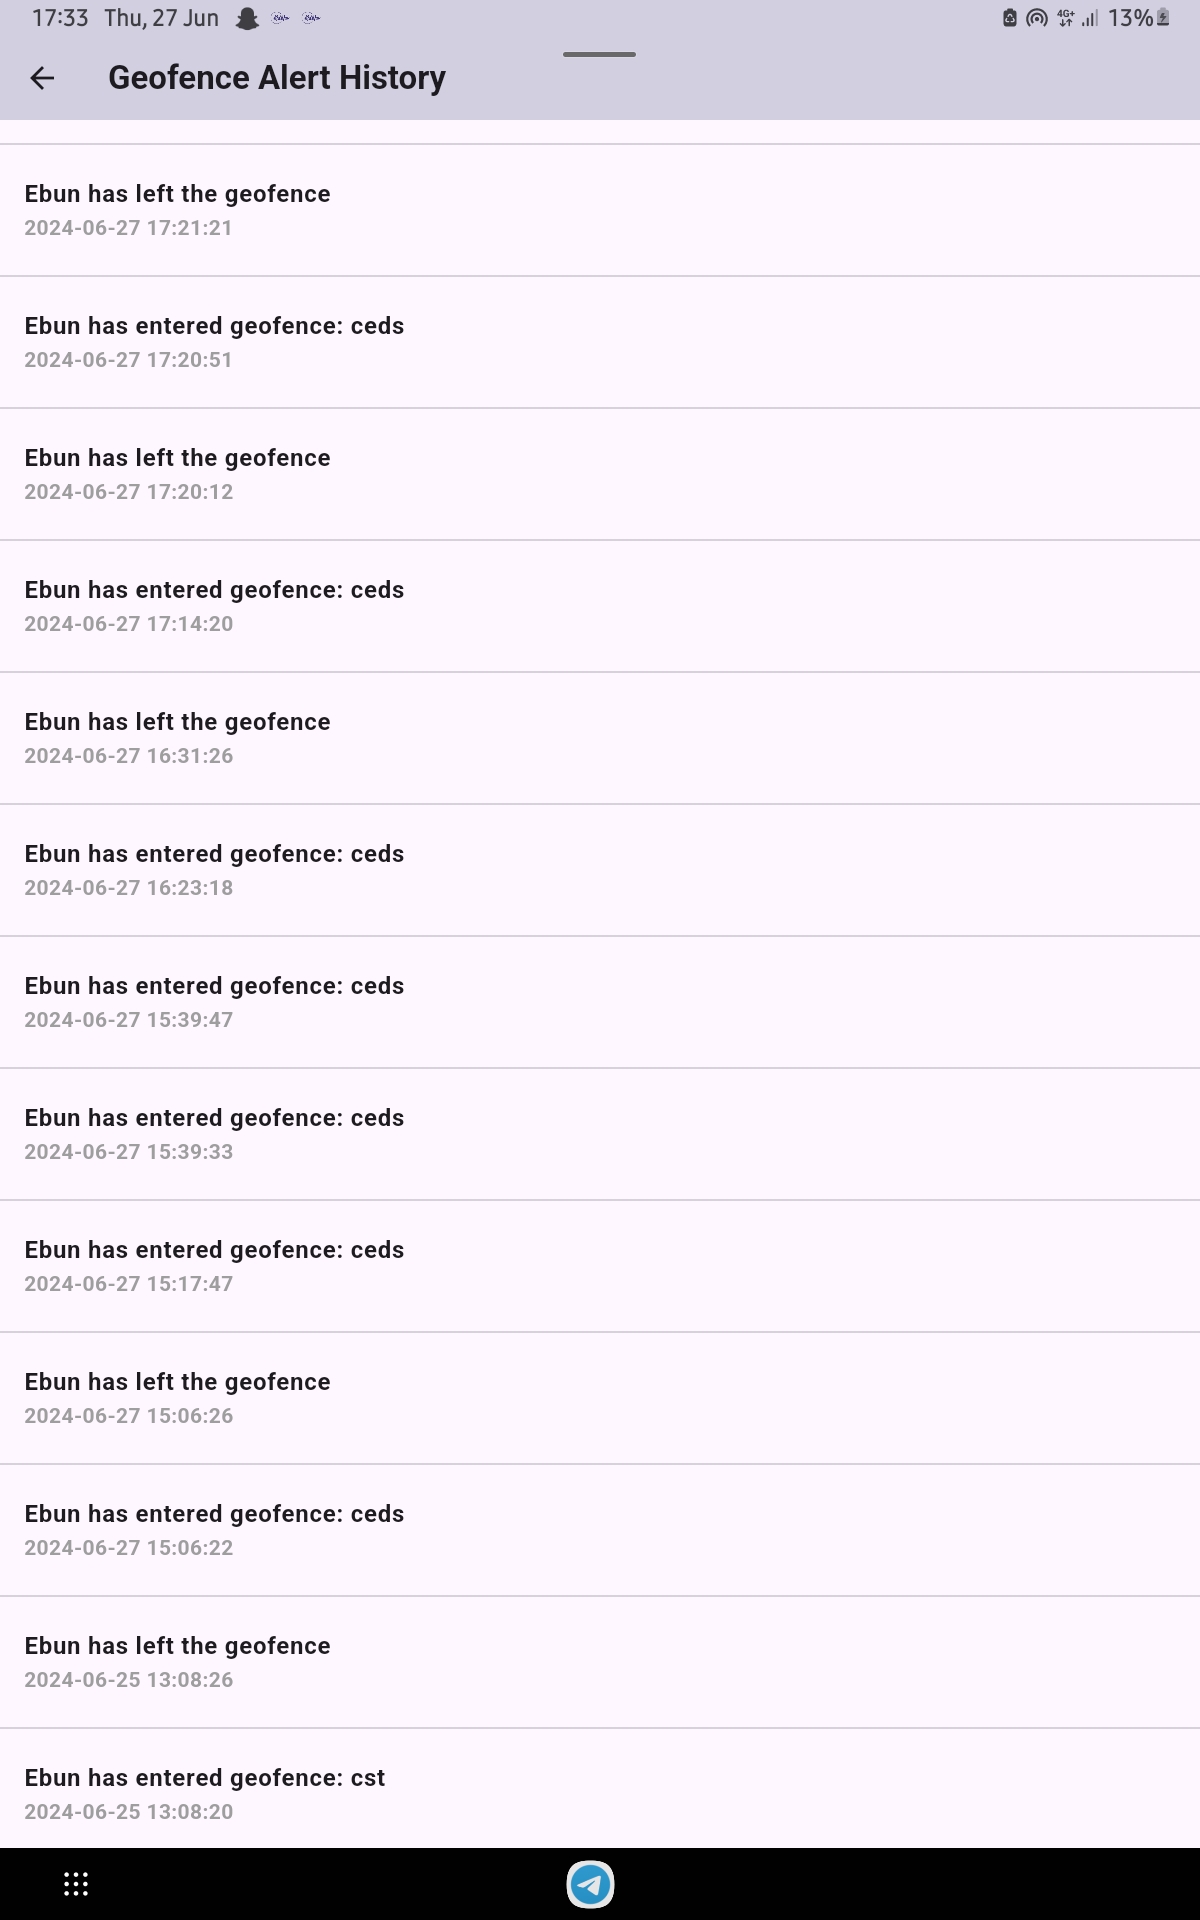 17:33 Thu, 27 Jun
4G+ 13%
Geofence Alert History
Ebun has left the geofence
2024-06-27 17:21:21
Ebun has entered geofence: ceds
2024-06-27 17:20:51
Ebun has left the geofence
2024-06-27 17:20:12
Ebun has entered geofence: ceds
2024-06-27 17:14:20
Ebun has left the geofence
2024-06-27 16:31:26
Ebun has entered geofence: ceds
2024-06-27 16:23:18
Ebun has entered geofence: ceds
2024-06-27 15:39:47
Ebun has entered geofence: ceds
2024-06-27 15:39:33
Ebun has entered geofence: ceds
2024-06-27 15:17:47
Ebun has left the geofence
2024-06-27 15:06:26
Ebun has entered geofence: ceds
2024-06-27 15:06:22
Ebun has left the geofence
2024-06-25 13:08:26
Ebun has entered geofence: cst
2024-06-25 13:08:20